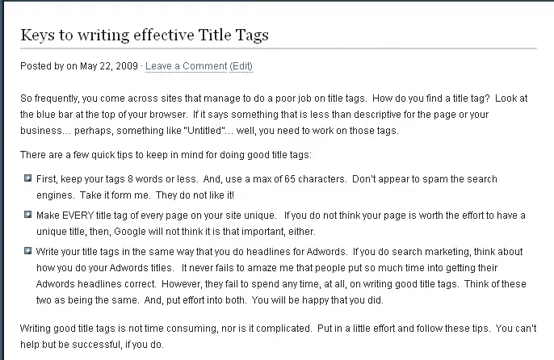 Keys to writing effective Title Tags
Posted by on May 22, 2009 · Leave a Comment (Edit)
So frequently, you come across sites that manage to do a poor job on title tags. How do you find a title tag? Look at
the blue bar at the top of your browser. If it says something that is less than descriptive for the page or your
business... perhaps, something like "Untitled"... well, you need to work on those tags.
There are a few quick tips to keep in mind for doing good title tags:
First, keep your tags 8 words or less. And, use a max of 65 characters. Don't appear to spam the search
engines. Take it form me. They do not like it!
Make EVERY title tag of every page on your site unique. If you do not think your page is worth the effort to have a
unique title, then, Google will not think it is that important, either.
Write your title tags in the same way that you do headlines for Adwords. If you do search marketing, think about
how you do your Adwords titles. It never fails to amaze me that people put so much time into getting their
Adwords headlines correct. However, they fail to spend any time, at all, on writing good title tags. Think of these
two as being the same. And, put effort into both. You will be happy that you did.
Writing good title tags is not time consuming, nor is it complicated. Put in a little effort and follow these tips. You can't
help but be successful, if you do.